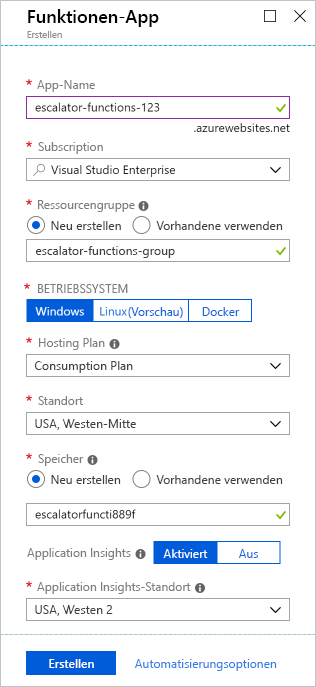 Funktionen-App
Erstellen
* App-Name
escalator-functions-123
.azurewebsites.net
* Subscription
Visual Studio Enterprise
* Ressourcengruppe
Neu erstellen Vorhandene verwenden
escalator-functions-group
* BETRIEBSSYSTEM
Windows Linux(Vorschau) Docker
* Hosting Plan
Consumption Plan
* Standort
USA, Westen-Mitte
* Speicher
Neu erstellen Vorhandene verwenden
escalatorfuncti889f
Application Insights Aktiviert Aus
* Application Insights-Standort
USA, Westen 2
Erstellen Automatisierungsoptionen